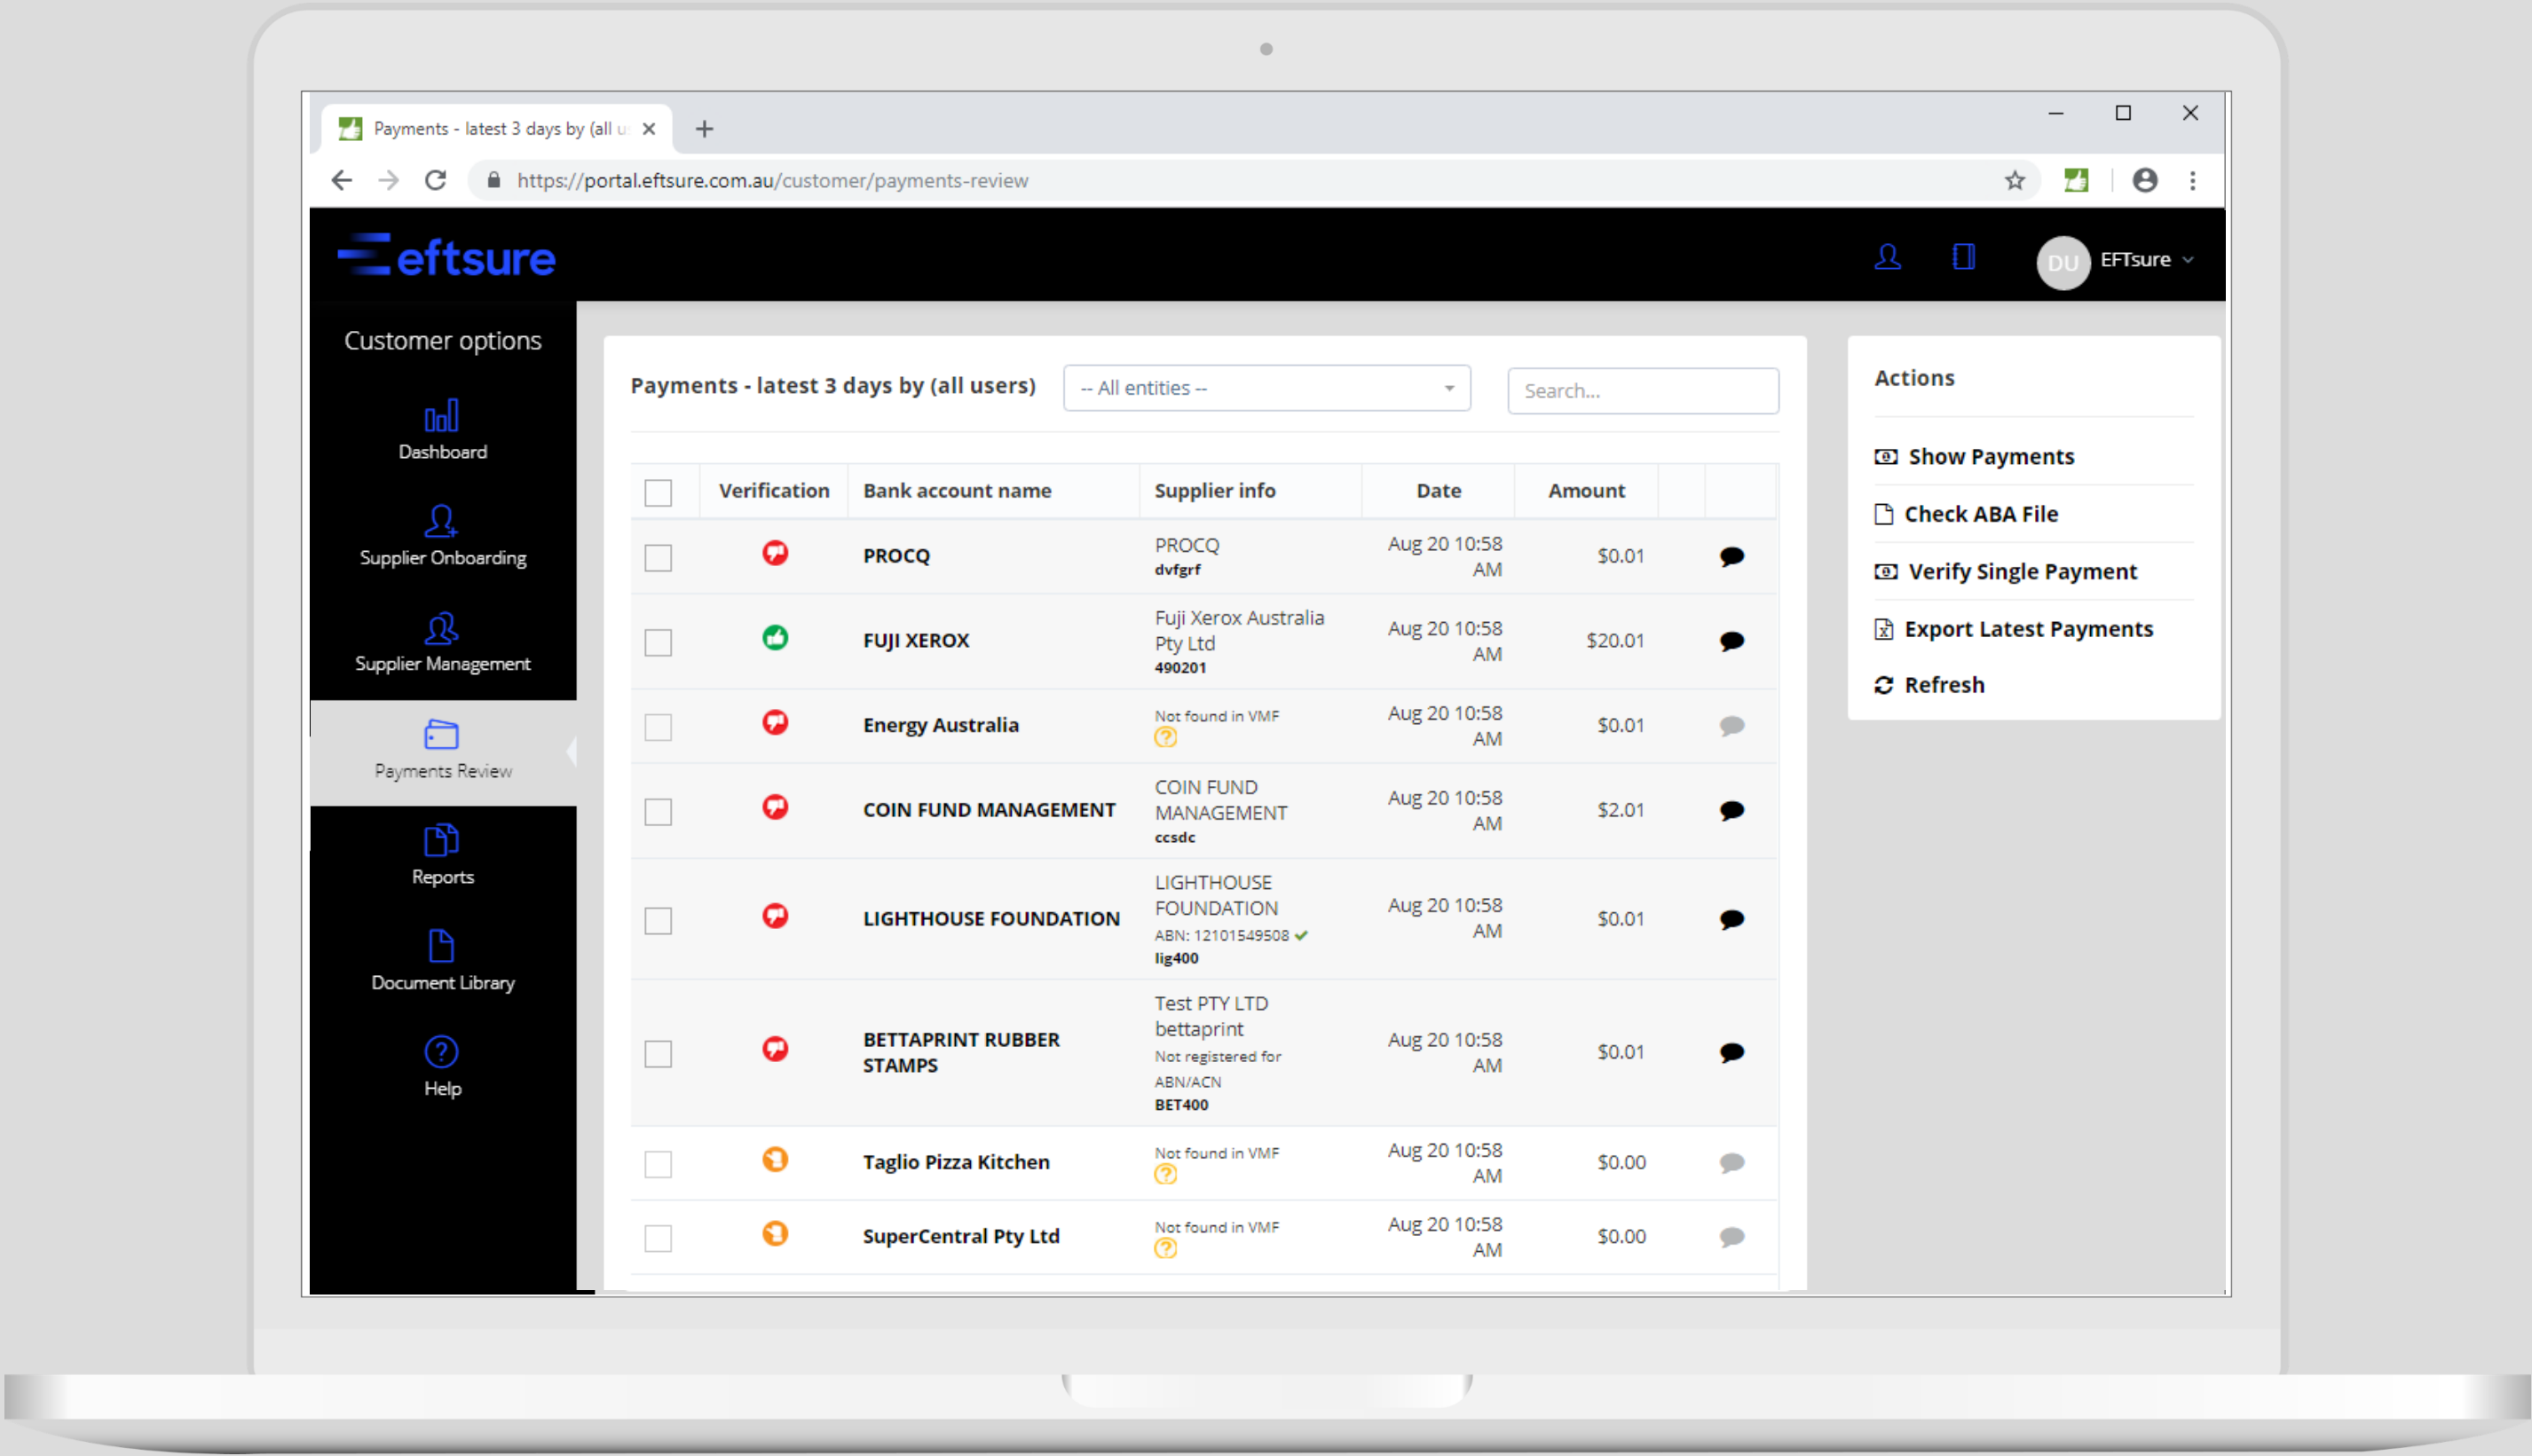 Payments - latest 3 days by (all u
https://portal.eftsure.com.au/customer/payments-review
eftsure
DU
EFTsure
Customer options
Dashboard
Supplier Onboarding
Supplier Management
Payments Review
Reports
Document Library
Help
Payments - latest 3 days by (all users)
-- All entities --
Search...
Verification Bank account name Supplier info Date Amount
PROCQ
PROCQ
dvfgrf
Aug 20 10:58
AM
$0.01
FUJI XEROX
Fuji Xerox Australia
Pty Ltd
490201
Aug 20 10:58
AM
$20.01
Energy Australia
Not found in VMF
?
Aug 20 10:58
AM
$0.01
COIN FUND MANAGEMENT
COIN FUND
MANAGEMENT
ccsdc
Aug 20 10:58
AM
$2.01
LIGHTHOUSE FOUNDATION
LIGHTHOUSE
FOUNDATION
ABN: 12101549508
lig400
Aug 20 10:58
AM
$0.01
BETTAPRINT RUBBER
STAMPS
Test PTY LTD
bettaprint
Not registered for
ABN/ACN
BET400
Aug 20 10:58
AM
$0.01
Taglio Pizza Kitchen
Not found in VMF
?
Aug 20 10:58
AM
$0.00
SuperCentral Pty Ltd
Not found in VMF
?
Aug 20 10:58
AM
$0.00
Actions
Show Payments
Check ABA File
Verify Single Payment
Export Latest Payments
Refresh